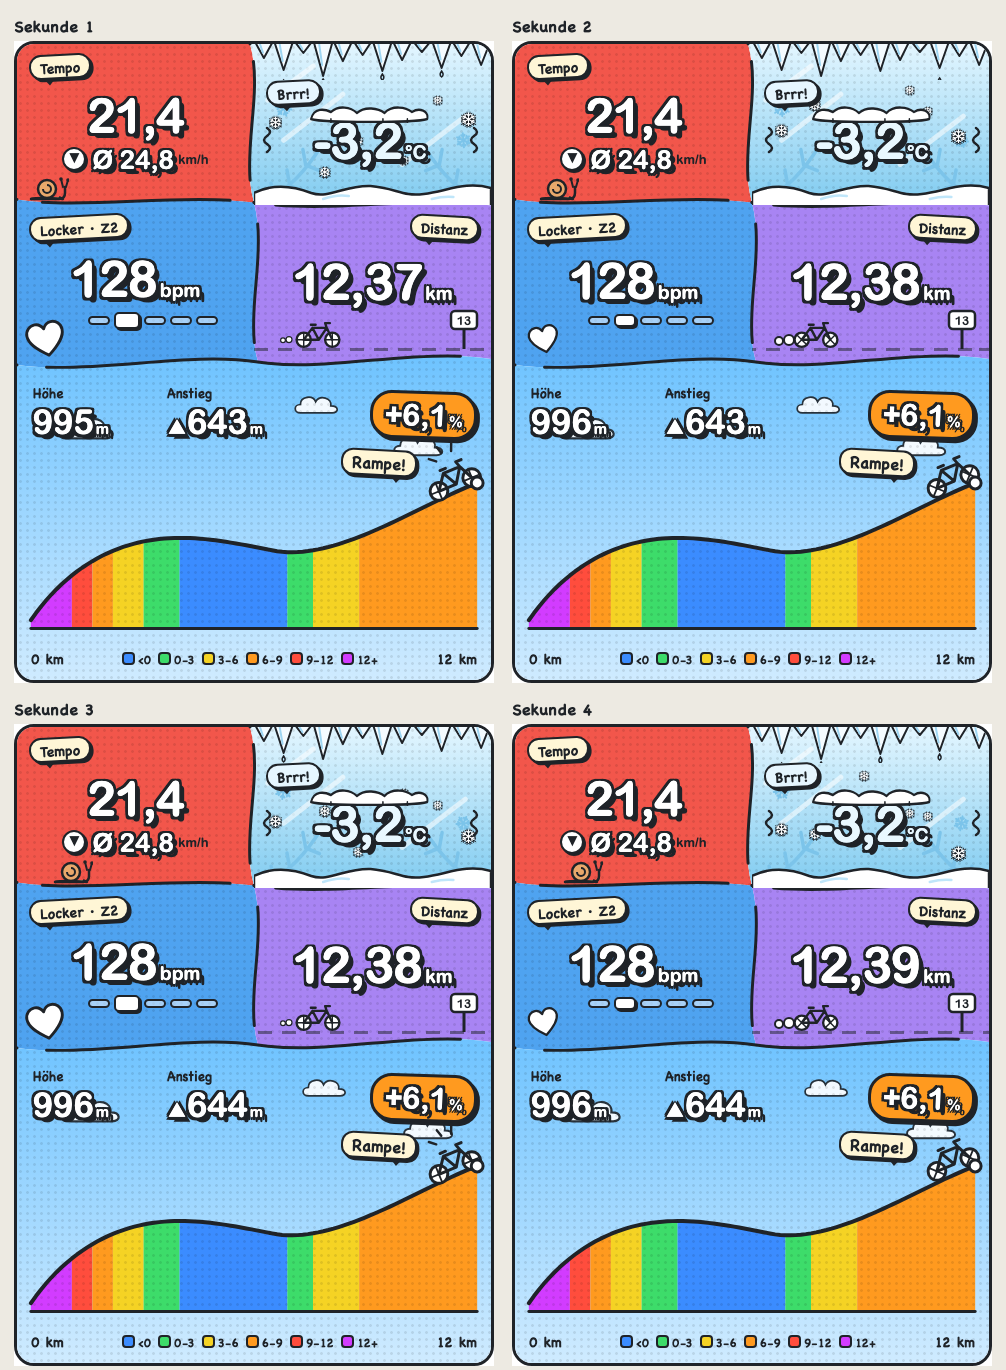 Sekunde 1
Tempo
21,4
Ø 24,8 km/h
Brrr!
-3,2°C
Locker · Z2
128 bpm
Distanz
12,37 km
13
Höhe
995 m
Anstieg
▲643 m
+6,1 %
Rampe!
0 km
<0
0-3
3-6
6-9
9-12
12+
12 km
Sekunde 2
Tempo
21,4
Ø 24,8 km/h
Brrr!
-3,2°C
Locker · Z2
128 bpm
Distanz
12,38 km
13
Höhe
996 m
Anstieg
▲643 m
+6,1 %
Rampe!
0 km
<0
0-3
3-6
6-9
9-12
12+
12 km
Sekunde 3
Tempo
21,4
Ø 24,8 km/h
Brrr!
-3,2°C
Locker · Z2
128 bpm
Distanz
12,38 km
13
Höhe
996 m
Anstieg
▲644 m
+6,1 %
Rampe!
0 km
<0
0-3
3-6
6-9
9-12
12+
12 km
Sekunde 4
Tempo
21,4
Ø 24,8 km/h
Brrr!
-3,2°C
Locker · Z2
128 bpm
Distanz
12,39 km
13
Höhe
996 m
Anstieg
▲644 m
+6,1 %
Rampe!
0 km
<0
0-3
3-6
6-9
9-12
12+
12 km